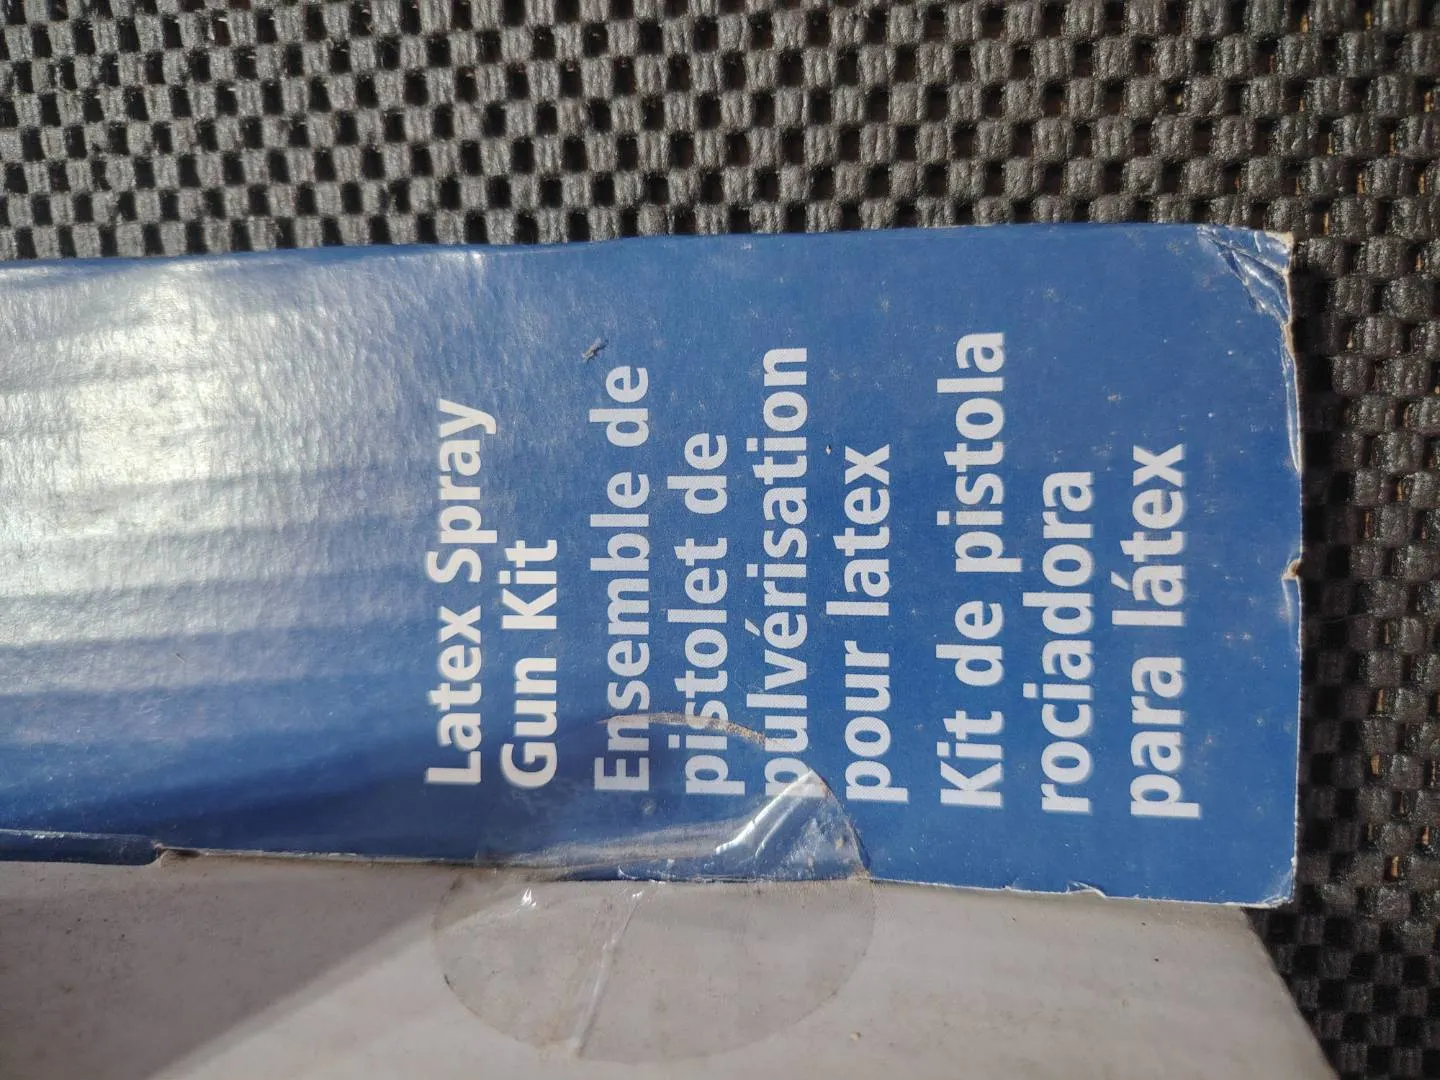 Latex Spray
Gun Kit
Ensemble de
pistolet de
pulvérisation
pour latex
Kit de pistola
rociadora
para látex